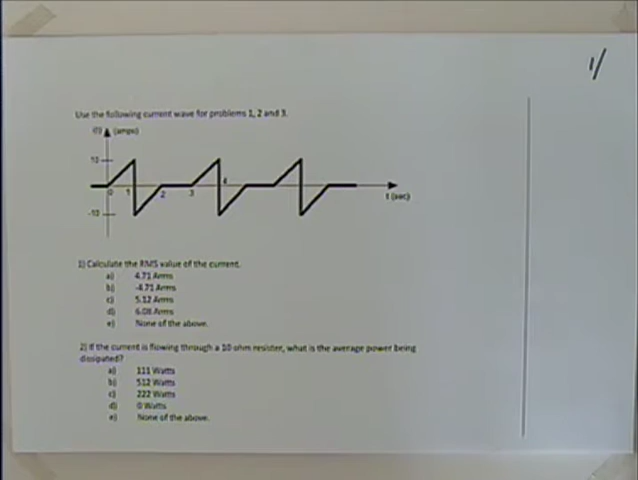 1/
Use the following current wave for problems 1, 2 and 3.
i(t) (amps)
10
0 1 2 3 4
-10
t (sec)
1) Calculate the RMS value of the current.
a) 4.71 Arms
b) -4.71 Arms
c) 5.12 Arms
d) 6.08 Arms
e) None of the above.
2) If the current is flowing through a 10 ohm resister, what is the average power being
dissipated?
a) 111 Watts
b) 512 Watts
c) 222 Watts
d) 0 Watts
e) None of the above.